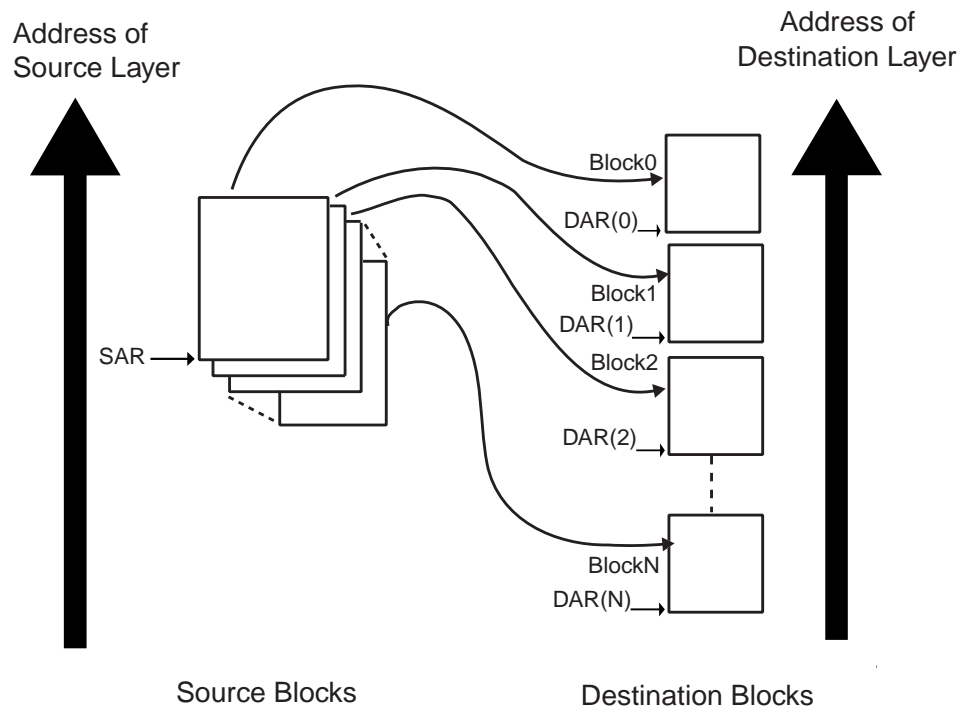 Address of
Source Layer
Address of
Destination Layer
Block0
DAR(0)
Block1
DAR(1)
SAR
Block2
DAR(2)
BlockN
DAR(N)
Source Blocks
Destination Blocks